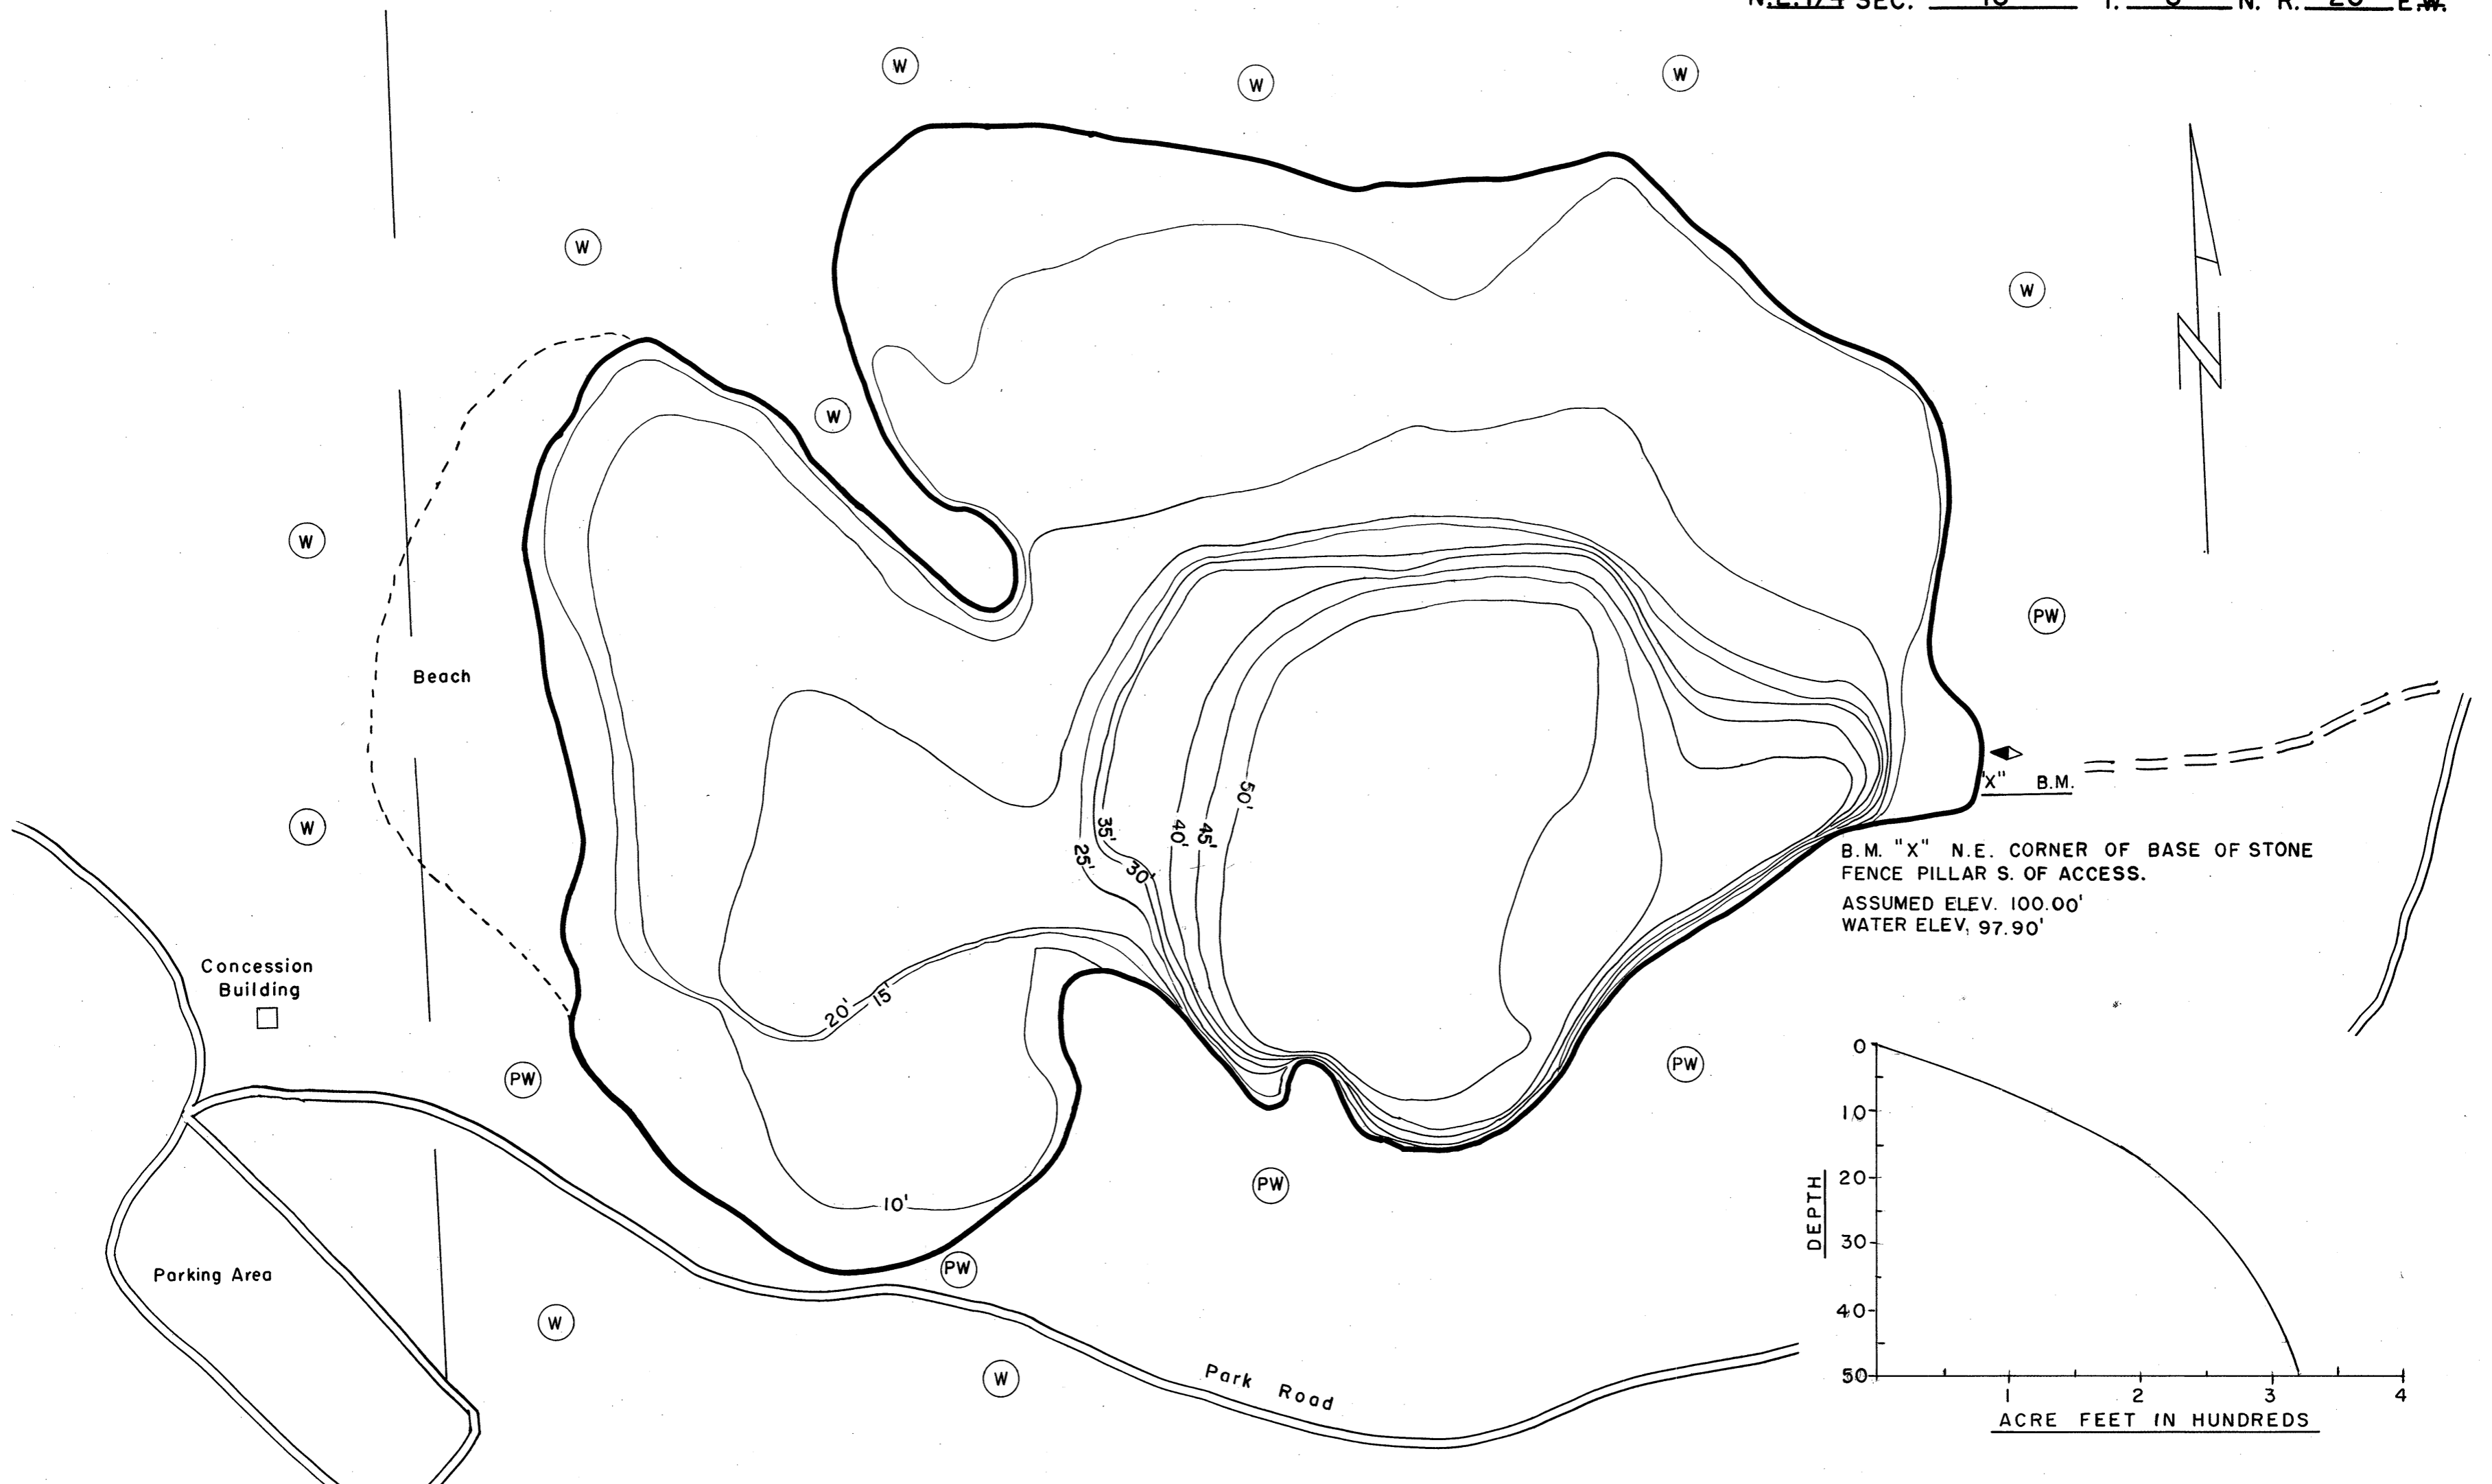 SEC. N. R. E.W.
W
W
W
W
W
W
N
W
PW
Beach
"X" B.M.
50'
W
35'
40'
45'
25'
30'
B.M. "X" N.E. CORNER OF BASE OF STONE
FENCE PILLAR S. OF ACCESS.
ASSUMED ELEV. 100.00'
WATER ELEV, 97.90'
Concession
Building
20'
15'
PW
PW
PW
10'
PW
Parking Area
W
W
Park Road
0
10
20
30
40
50
DEPTH
1 2 3 4
ACRE FEET IN HUNDREDS